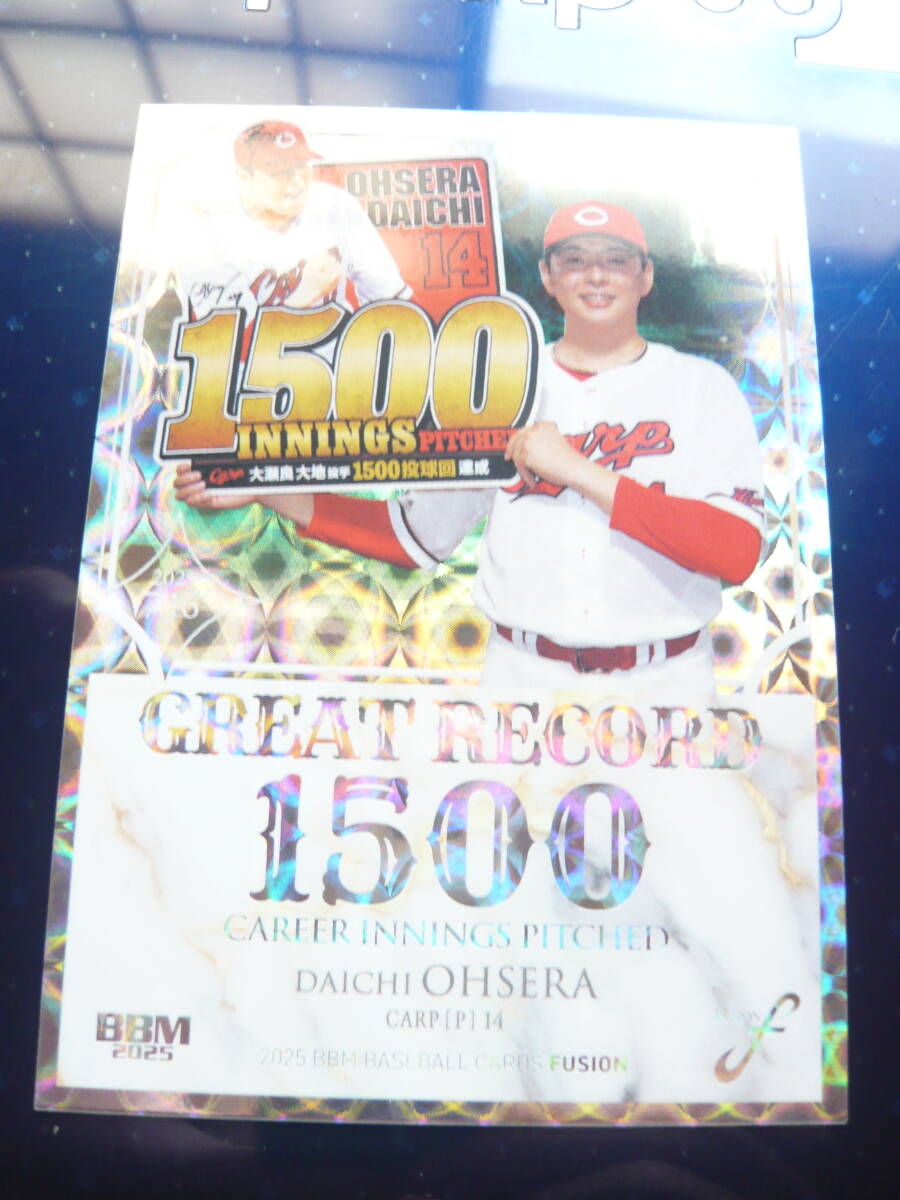 OHSERA
DAICHI
14
1500
INNINGS PITCHED
Carp 大瀬良 大地 投手 1500投球回 達成
GREAT RECORD
1500
CAREER INNINGS PITCHED
DAICHI OHSERA
CARP [P] 14
BBM
2025
2025 BBM BASEBALL CARDS FUSION